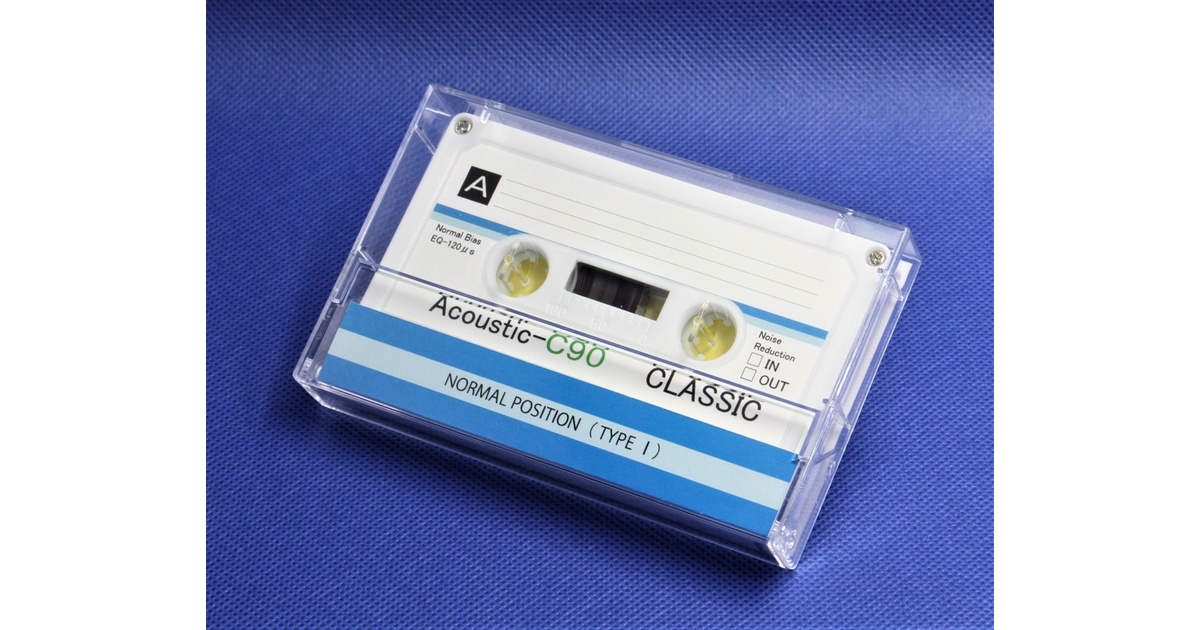 A
Normal Bias
EQ-120μs
Acoustic-C90
CLASSIC
Noise
Reduction
□ IN
□ OUT
NORMAL POSITION (TYPE I)